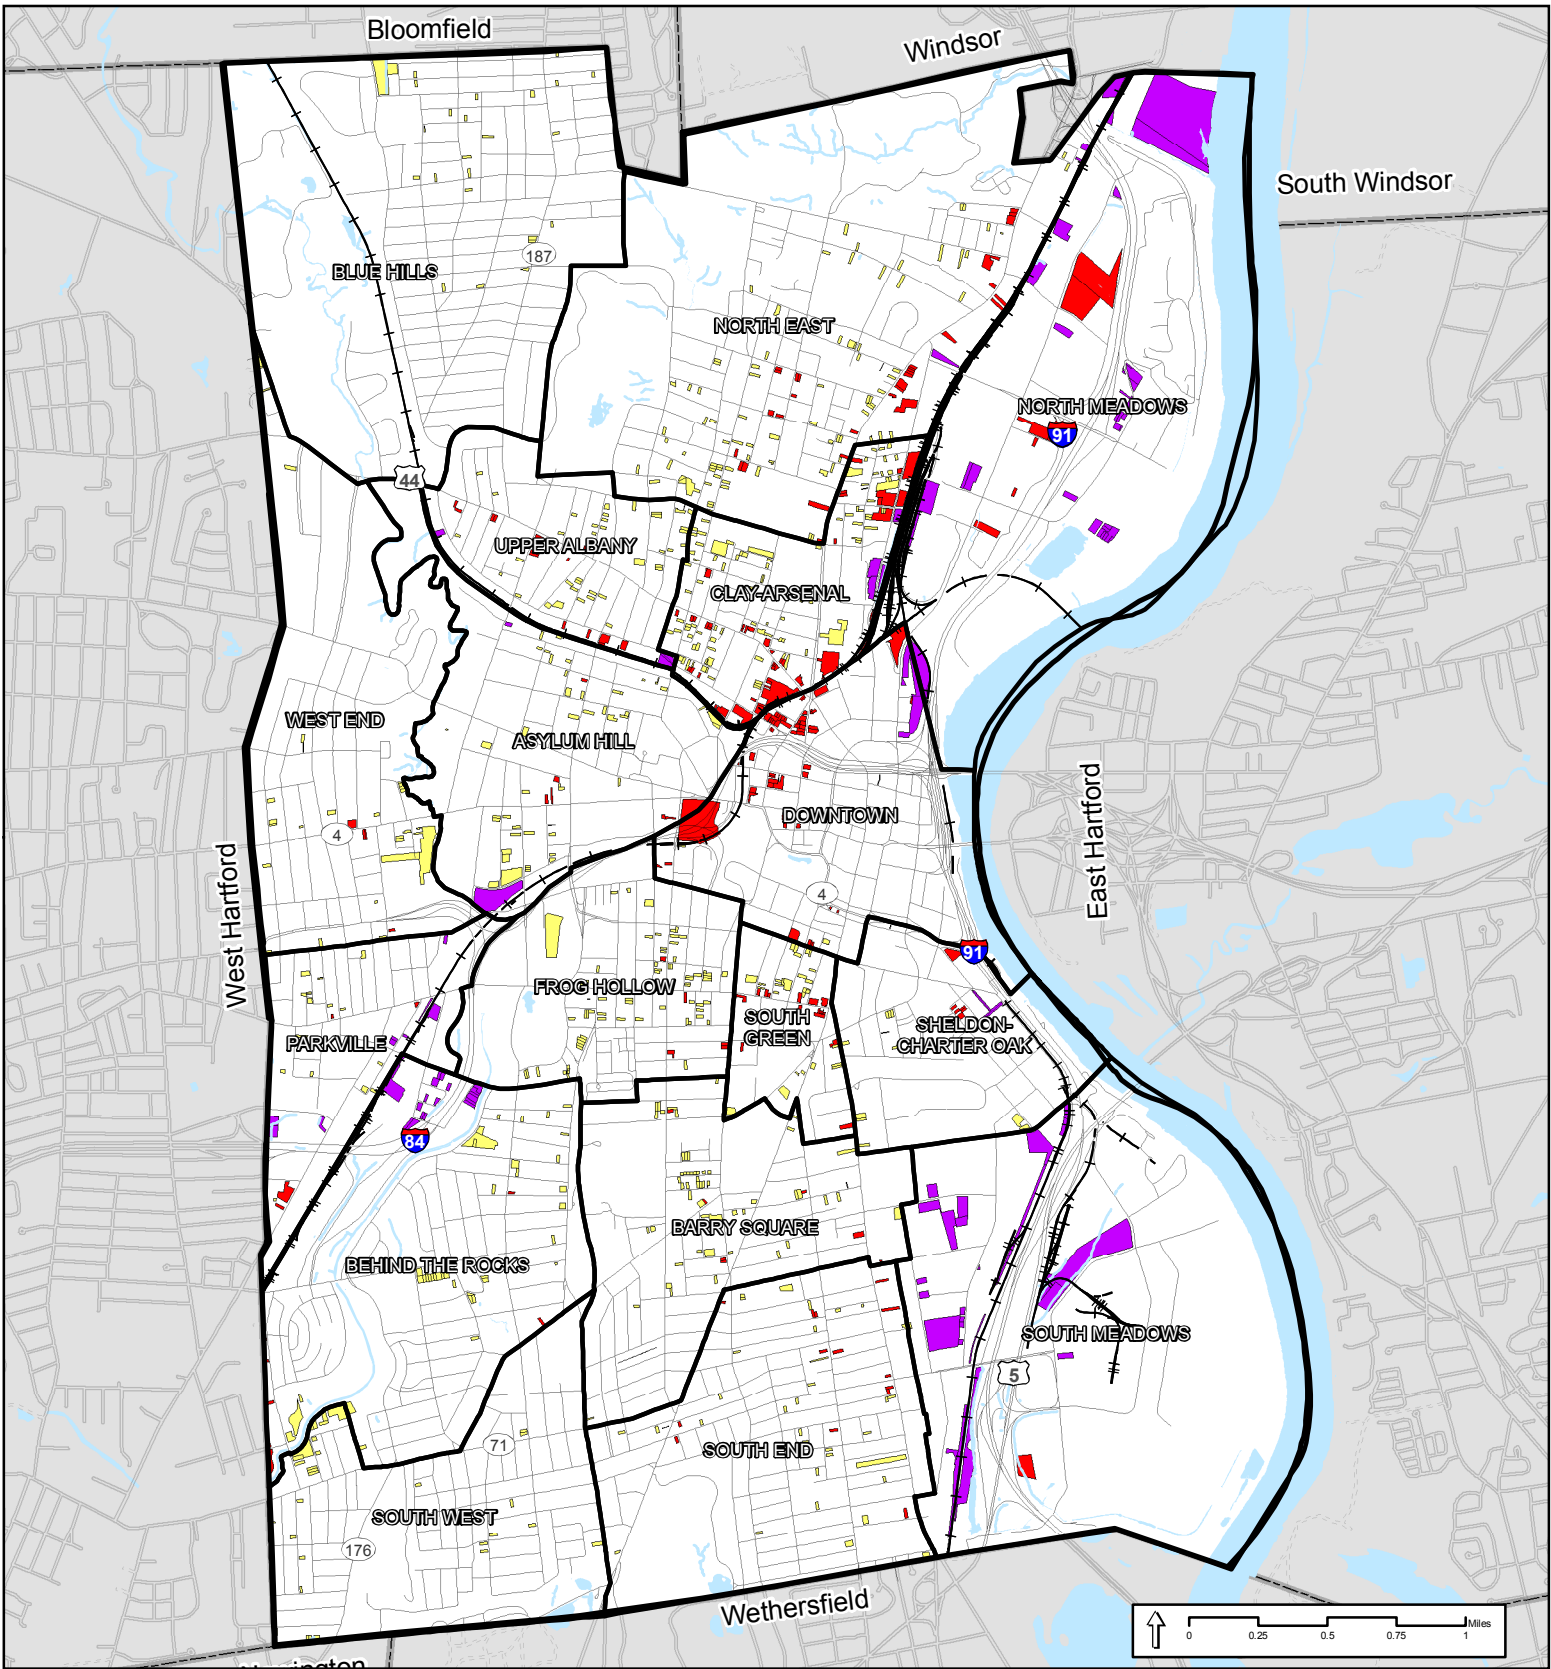 Bloomfield
Windsor
South Windsor
187
BLUE HILLS
NORTH EAST
NORTH MEADOWS
91
44
UPPER ALBANY
CLAY-ARSENAL
WEST END
ASYLUM HILL
DOWNTOWN
4
West Hartford
East Hartford
4
91
FROG HOLLOW
SOUTH
GREEN
SHELDON-
CHARTER OAK
PARKVILLE
84
BARRY SQUARE
BEHIND THE ROCKS
SOUTH MEADOWS
5
71
SOUTH END
SOUTH WEST
176
Wethersfield
0 0.25 0.5 0.75 1 Miles